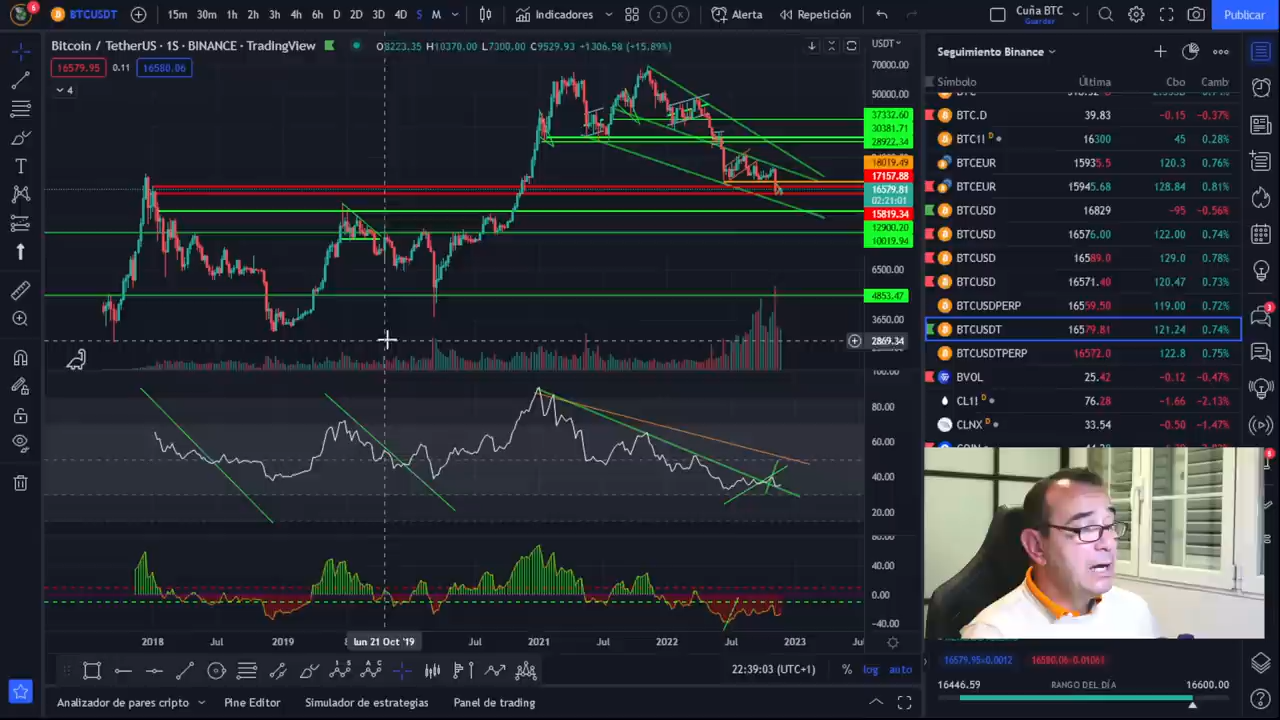 6 BTCUSDT 15m 30m 1h 2h 3h 4h 6h D 2D 3D 4D S M Indicadores Alerta Repetición Cuña BTC Publicar
I K Guardar
Bitcoin / TetherUS · 1S · BINANCE · TradingView O8223.35 H10370.00 L7300.00 C9529.93 +1306.58 (+15.89%) USDT
16579.95 0.11 16580.06
4
70000.00
50000.00
37332.60
30381.71
28922.34
18019.49
17157.88
16579.81
02:21:01
15819.34
12900.20
10019.94
6500.00
4853.47
3650.00
2869.34
100.00
80.00
60.00
40.00
20.00
80.00
40.00
0.00
-40.00
2018 Jul 2019 lun 21 Oct '19 Jul 2021 Jul 2022 Jul 2023 Ju
22:39:03 (UTC+1) % log auto
Analizador de pares cripto Pine Editor Simulador de estrategias Panel de trading
Seguimiento Binance
Símbolo Última Cbo Camb
BTC.D 39.83 -0.15 -0.37%
BTC1! D 16300 45 0.28%
BTCEUR 15935.5 120.3 0.76%
BTCEUR 15945.68 128.84 0.81%
BTCUSD 16829 -95 -0.56%
BTCUSD 16576.00 122.00 0.74%
BTCUSD 16589.0 129.0 0.78%
BTCUSD 16571.40 120.47 0.73%
BTCUSDPERP 16559.50 119.00 0.72%
BTCUSDT 16579.81 121.24 0.74%
BTCUSDTPERP 16572.0 122.8 0.75%
BVOL 25.42 -0.12 -0.47%
CL1! D 76.28 -1.66 -2.13%
CLNX D 33.54 -0.50 -1.47%
3
16579.95×0.0012 16580.06×0.0106
16446.59 RANGO DEL DÍA 16600.00